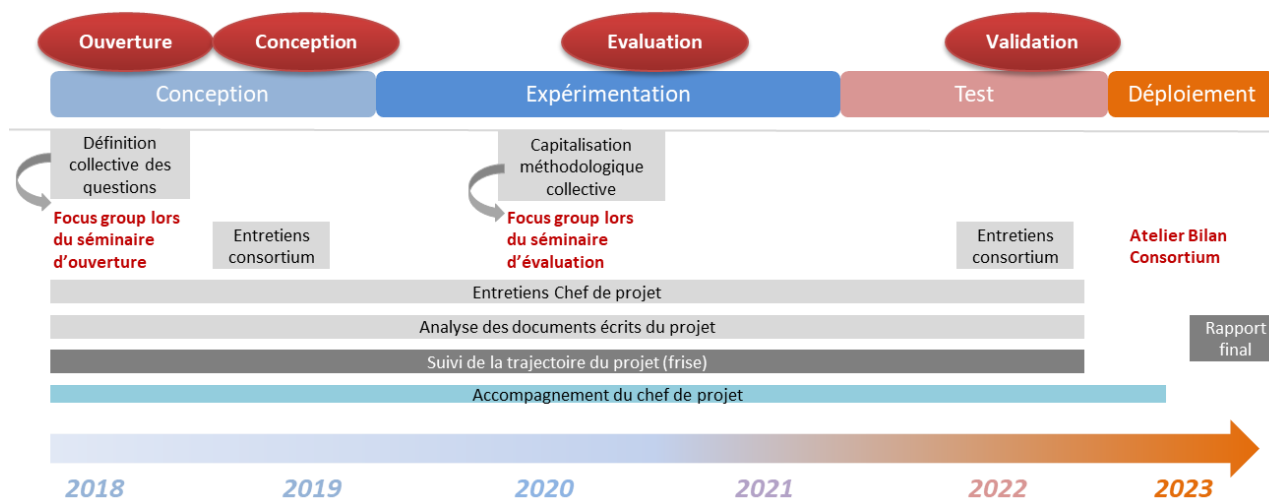 Ouverture
Conception
Evaluation
Validation
Conception
Expérimentation
Test
Déploiement
Définition
collective des
questions
Capitalisation
méthodologique
collective
Focus group lors
du séminaire
d’ouverture
Entretiens
consortium
Focus group lors
du séminaire
d’évaluation
Entretiens
consortium
Atelier Bilan
Consortium
Entretiens Chef de projet
Analyse des documents écrits du projet
Rapport
final
Suivi de la trajectoire du projet (frise)
Accompagnement du chef de projet
2018
2019
2020
2021
2022
2023